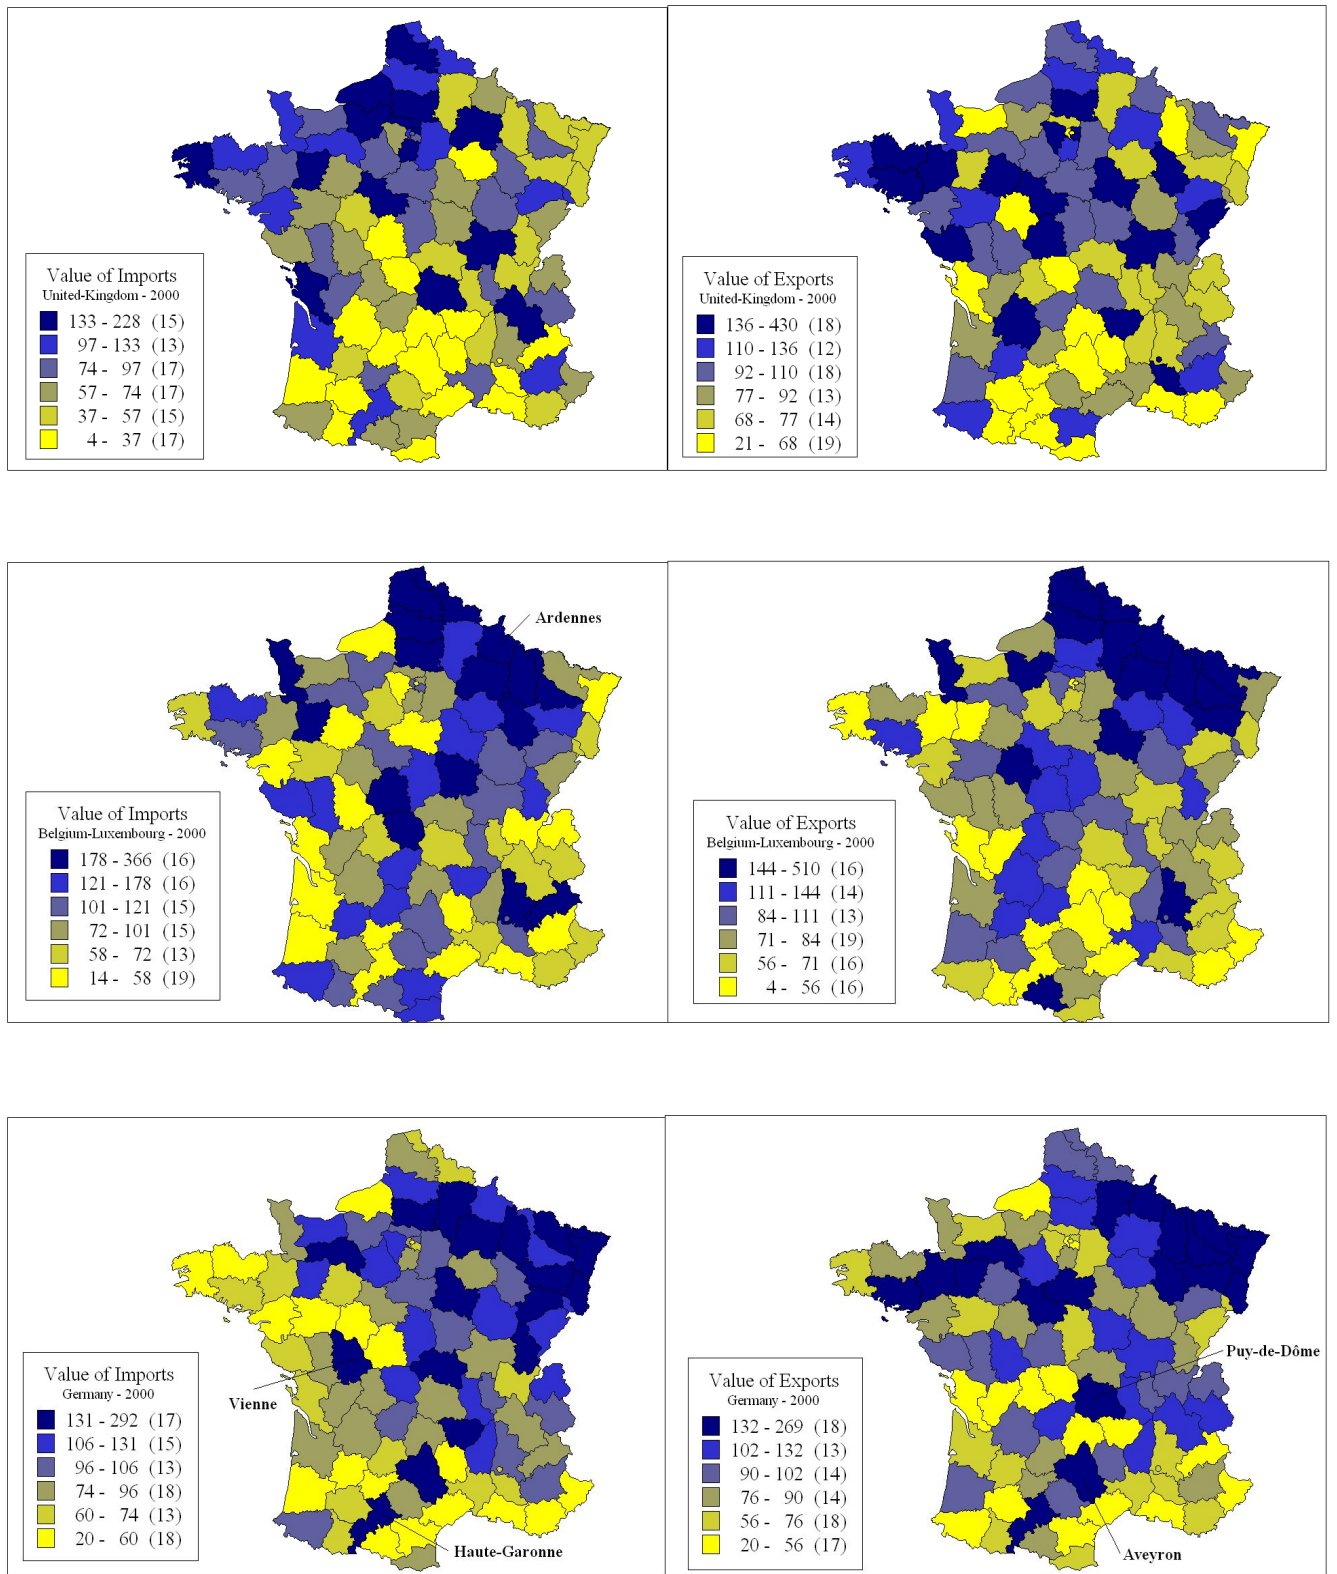 Value of Imports
United-Kingdom - 2000
133 - 228 (15)
97 - 133 (13)
74 - 97 (17)
57 - 74 (17)
37 - 57 (15)
4 - 37 (17)
Value of Exports
United-Kingdom - 2000
136 - 430 (18)
110 - 136 (12)
92 - 110 (18)
77 - 92 (13)
68 - 77 (14)
21 - 68 (19)
Ardennes
Value of Imports
Belgium-Luxembourg - 2000
178 - 366 (16)
121 - 178 (16)
101 - 121 (15)
72 - 101 (15)
58 - 72 (13)
14 - 58 (19)
Value of Exports
Belgium-Luxembourg - 2000
144 - 510 (16)
111 - 144 (14)
84 - 111 (13)
71 - 84 (19)
56 - 71 (16)
4 - 56 (16)
Vienne
Value of Imports
Germany - 2000
131 - 292 (17)
106 - 131 (15)
96 - 106 (13)
74 - 96 (18)
60 - 74 (13)
20 - 60 (18)
Haute-Garonne
Puy-de-Dôme
Value of Exports
Germany - 2000
132 - 269 (18)
102 - 132 (13)
90 - 102 (14)
76 - 90 (14)
56 - 76 (18)
20 - 56 (17)
Aveyron